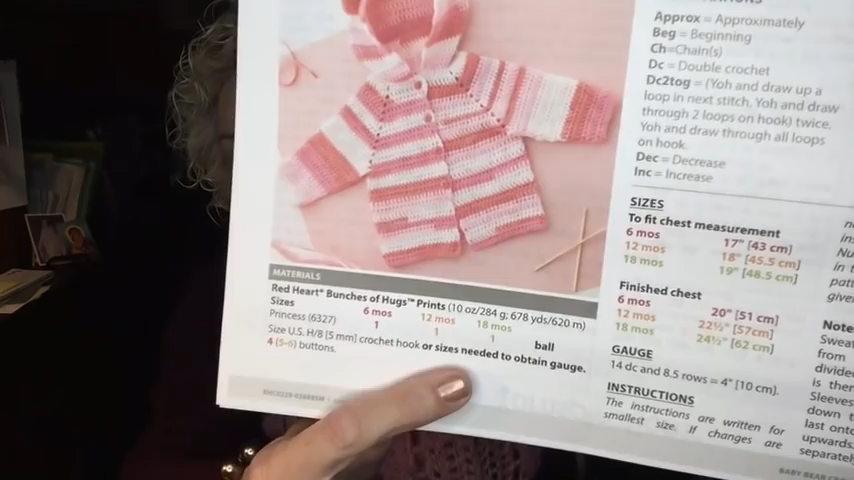 MATERIALS
Red Heart® Bunches of Hugs™ Prints (10 oz/284 g; 678 yds/620 m)
Sizes 6 mos 12 mos 18 mos
Princess (6327) 1 1 1 ball
Size U.S. H/8 [5 mm] crochet hook or sizes needed to obtain gauge.
4 (5-6) buttons.
Approx = Approximately
Beg = Beginning
Ch=Chain(s)
Dc = Double crochet
Dc2tog = (Yoh and draw up a
loop in next stitch. Yoh and draw
through 2 loops on hook) twice.
Yoh and draw through all loops
on hook.
Dec = Decrease
Inc = Increase
SIZES
To fit chest measurement
6 mos 17" [43 cm]
12 mos 18" [45.5 cm]
18 mos 19" [48.5 cm]
Finished chest
6 mos 20" [51 cm]
12 mos 22½" [57cm]
18 mos 24½" [62 cm]
GAUGE
14 dc and 8.5 rows = 4" [10 cm].
INSTRUCTIONS
The instructions are written for
smallest size. If changes are
in t
patt
give
Note
Swea
from
divide
is the
Sleeves
down t
last onto
upwards.
separatel
BABY BEAR